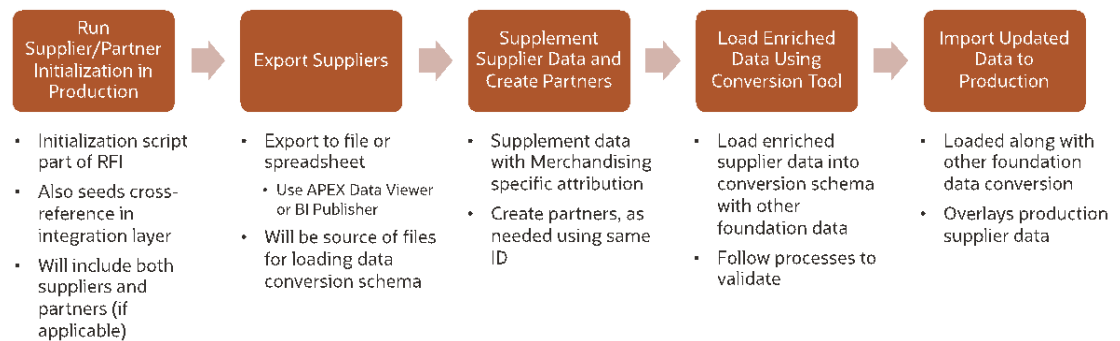 Run
Supplier/Partner
Initialization in
Production
Export Suppliers
Supplement
Supplier Data and
Create Partners
Load Enriched
Data Using
Conversion Tool
Import Updated
Data to
Production
• Initialization script
part of RFI
• Also seeds cross-
reference in
integration layer
• Will include both
suppliers and
partners (if
applicable)
• Export to file or
spreadsheet
• Use APEX Data Viewer
or BI Publisher
• Will be source of files
for loading data
conversion schema
• Supplement data
with Merchandising
specific attribution
• Create partners, as
needed using same
ID
• Load enriched
supplier data into
conversion schema
with other
foundation data
• Follow processes to
validate
• Loaded along with
other foundation
data conversion
• Overlays production
supplier data